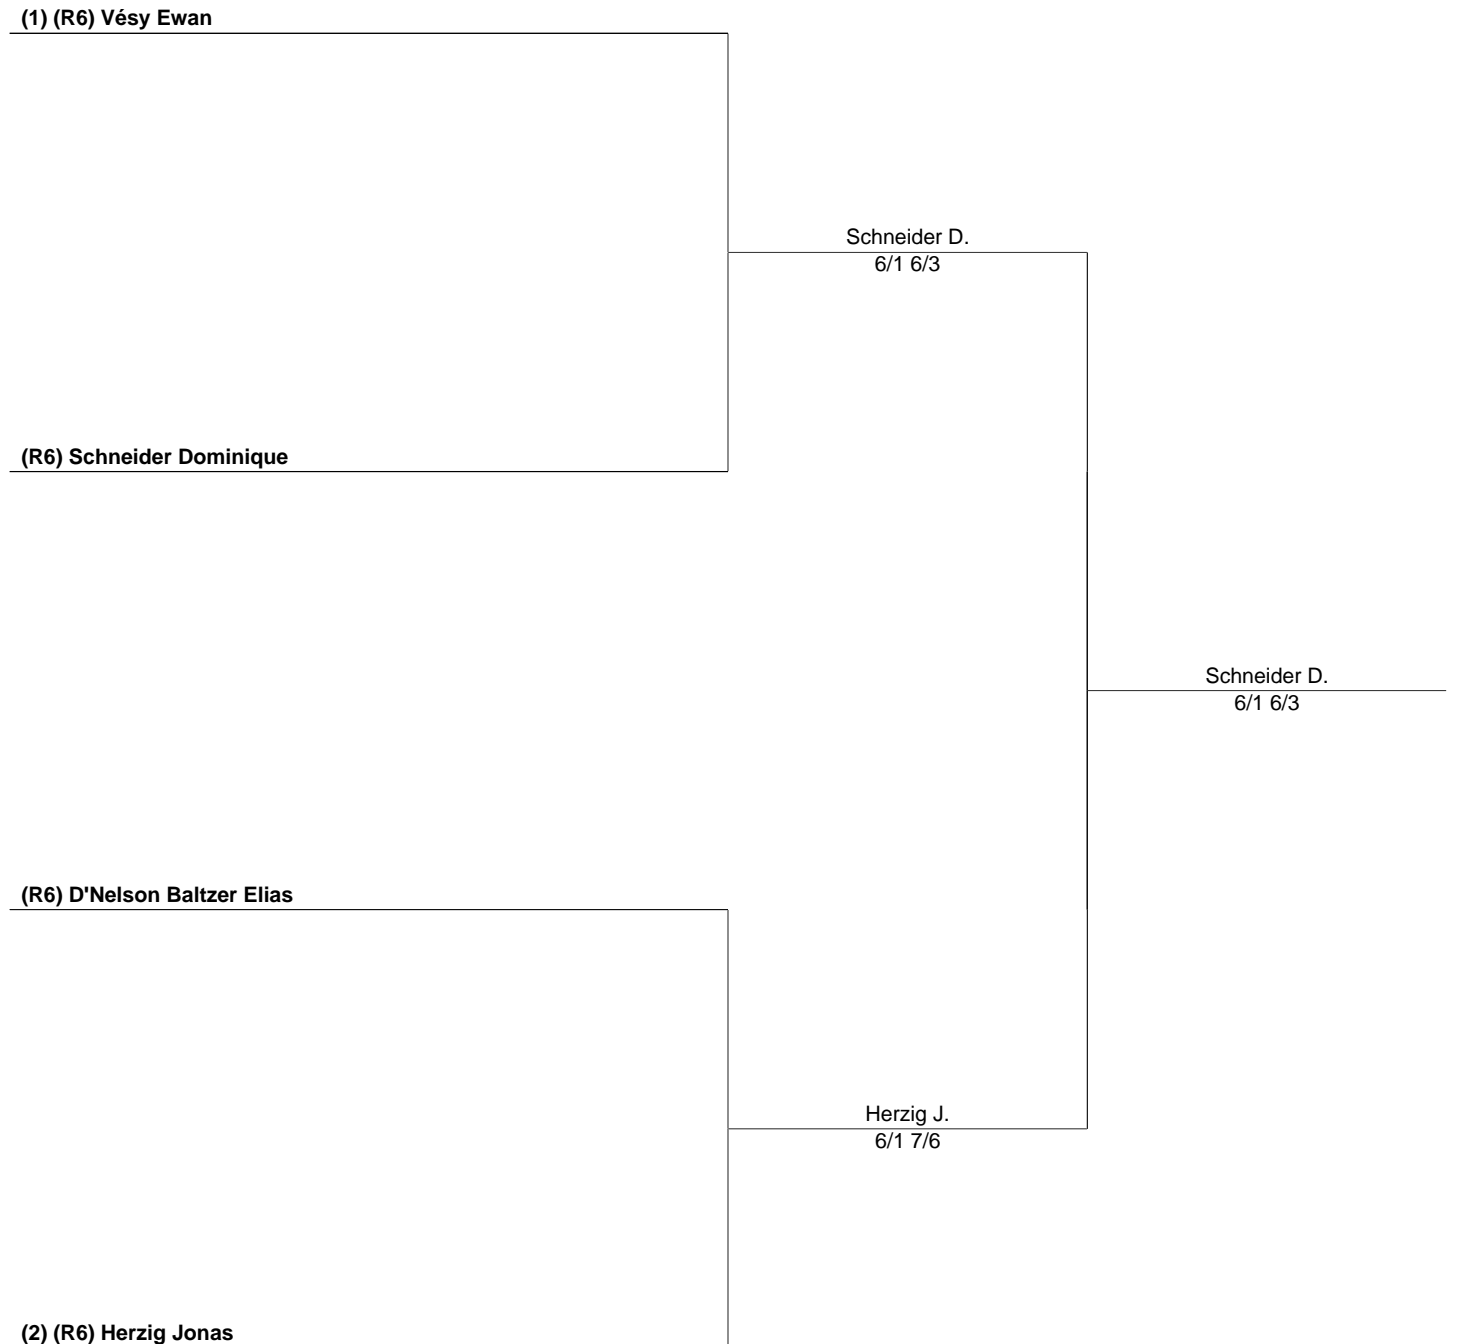 (1) (R6) Vésy Ewan
Schneider D.
6/1 6/3
(R6) Schneider Dominique
Schneider D.
6/1 6/3
(R6) D'Nelson Baltzer Elias
Herzig J.
6/1 7/6
(2) (R6) Herzig Jonas